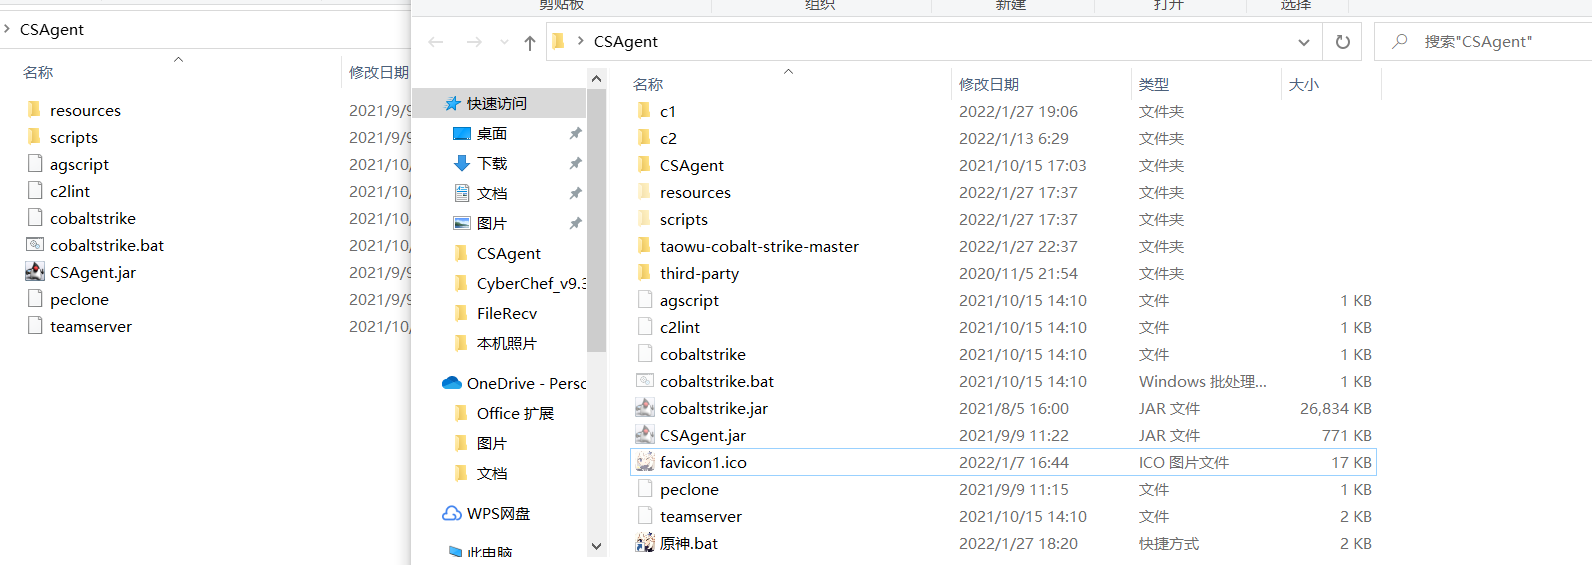 CSAgent
名称 修改日期
resources 2021/9/9
scripts 2021/9/9
agscript 2021/10/
c2lint 2021/10/
cobaltstrike 2021/10/
cobaltstrike.bat 2021/10/
CSAgent.jar 2021/9/9
peclone 2021/9/9
teamserver 2021/10/
剪贴板 组织 新建 打开 选择
CSAgent 搜索"CSAgent"
快速访问
桌面
下载
文档
图片
CSAgent
CyberChef_v9.3
FileRecv
本机照片
OneDrive - Perso
Office 扩展
图片
文档
WPS网盘
此电脑
名称 修改日期 类型 大小
c1 2022/1/27 19:06 文件夹
c2 2022/1/13 6:29 文件夹
CSAgent 2021/10/15 17:03 文件夹
resources 2022/1/27 17:37 文件夹
scripts 2022/1/27 17:37 文件夹
taowu-cobalt-strike-master 2022/1/27 22:37 文件夹
third-party 2020/11/5 21:54 文件夹
agscript 2021/10/15 14:10 文件 1 KB
c2lint 2021/10/15 14:10 文件 1 KB
cobaltstrike 2021/10/15 14:10 文件 1 KB
cobaltstrike.bat 2021/10/15 14:10 Windows 批处理... 1 KB
cobaltstrike.jar 2021/8/5 16:00 JAR 文件 26,834 KB
CSAgent.jar 2021/9/9 11:22 JAR 文件 771 KB
favicon1.ico 2022/1/7 16:44 ICO 图片文件 17 KB
peclone 2021/9/9 11:15 文件 1 KB
teamserver 2021/10/15 14:10 文件 2 KB
原神.bat 2022/1/27 18:20 快捷方式 2 KB